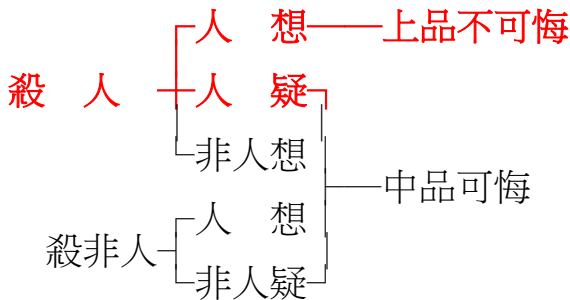 人　想 上品不可悔
殺　人 人　疑
非人想
中品可悔
人　想
殺非人
非人疑